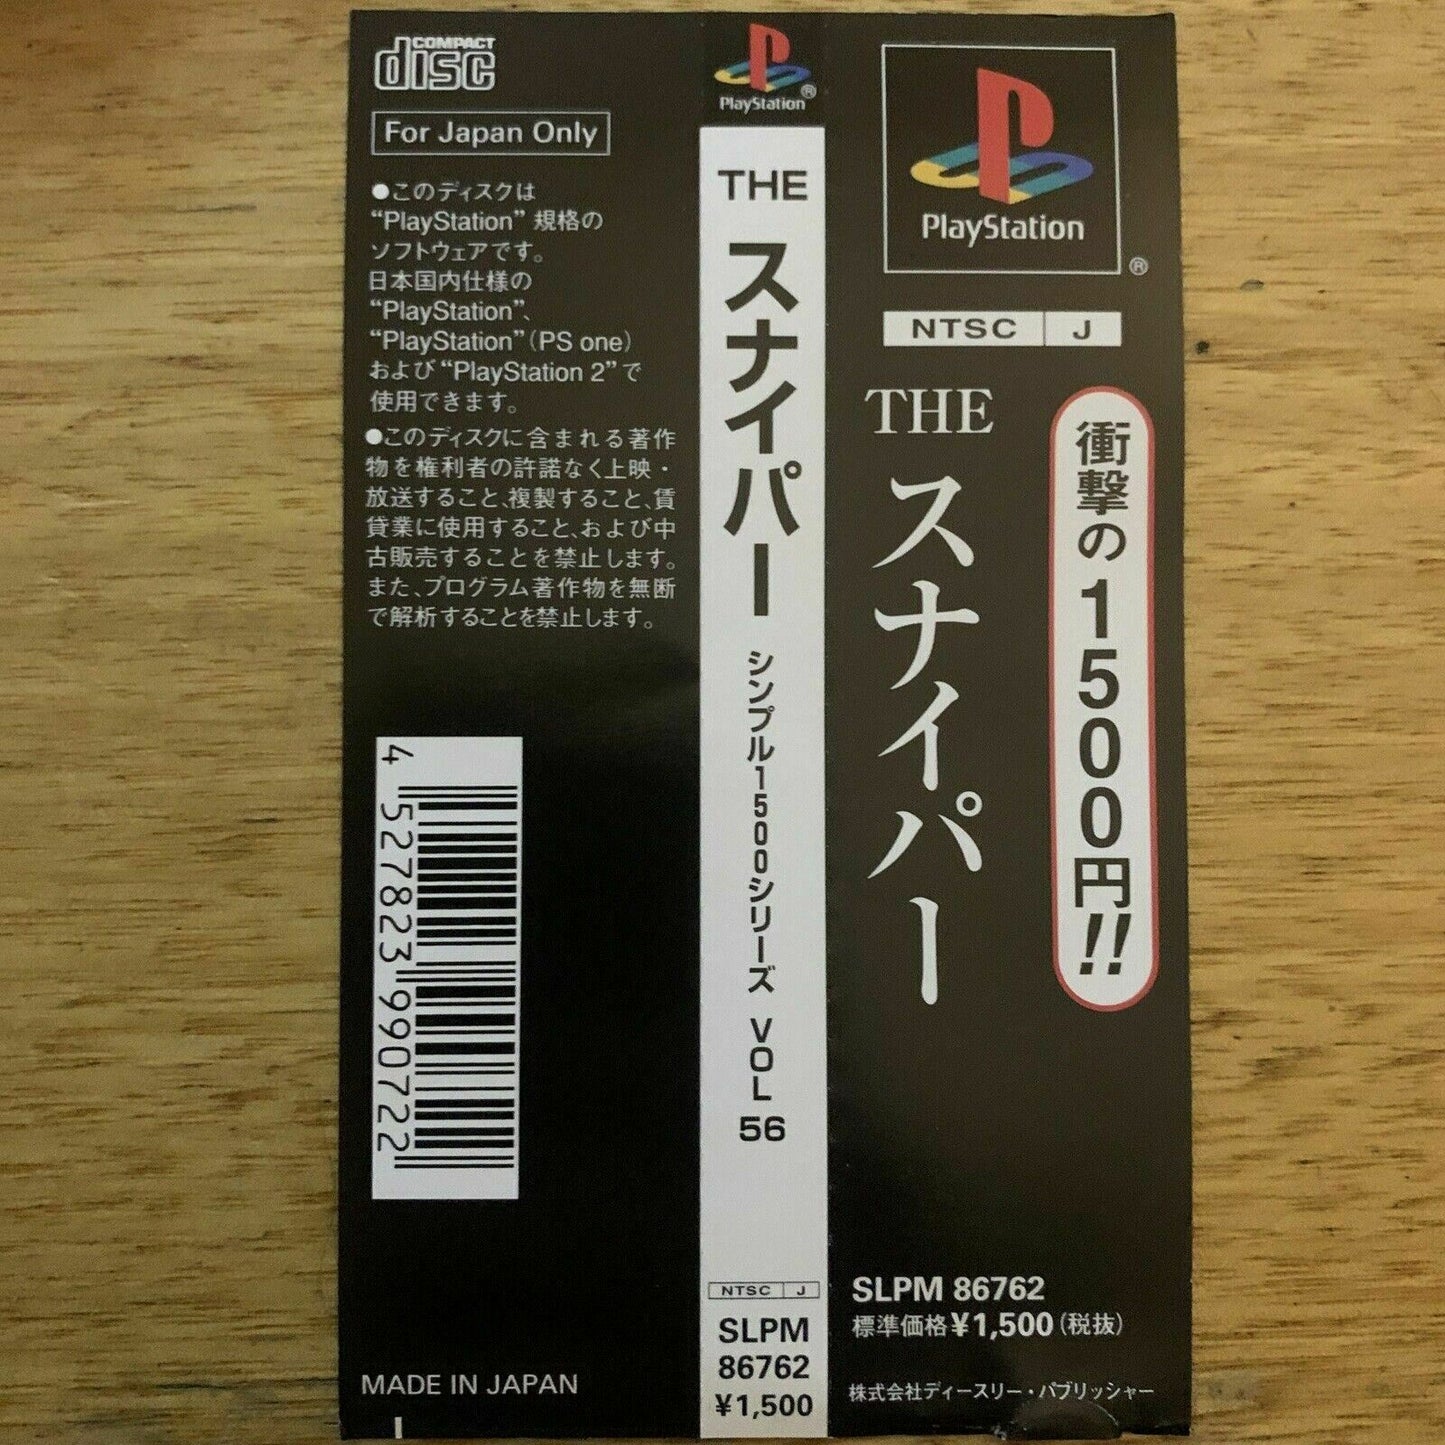 COMPACT
disc
For Japan Only
●このディスクは
“PlayStation” 規格の
ソフトウェアです。
日本国内仕様の
“PlayStation”、
“PlayStation”(PS one)
および“PlayStation 2”で
使用できます。
●このディスクに含まれる著作
物を権利者の許諾なく上映・
放送すること、複製すること、賃
貸業に使用すること、および中
古販売することを禁止します。
また、プログラム著作物を無断
で解析することを禁止します。
4 527823 990722
MADE IN JAPAN
PlayStation®
THE スナイパー シンプル1500シリーズ VOL 56
NTSC J
SLPM
86762
¥1,500
PlayStation
®
NTSC J
衝撃の1500円!!
THE スナイパー
SLPM 86762
標準価格¥1,500(税抜)
株式会社ディースリー・パブリッシャー